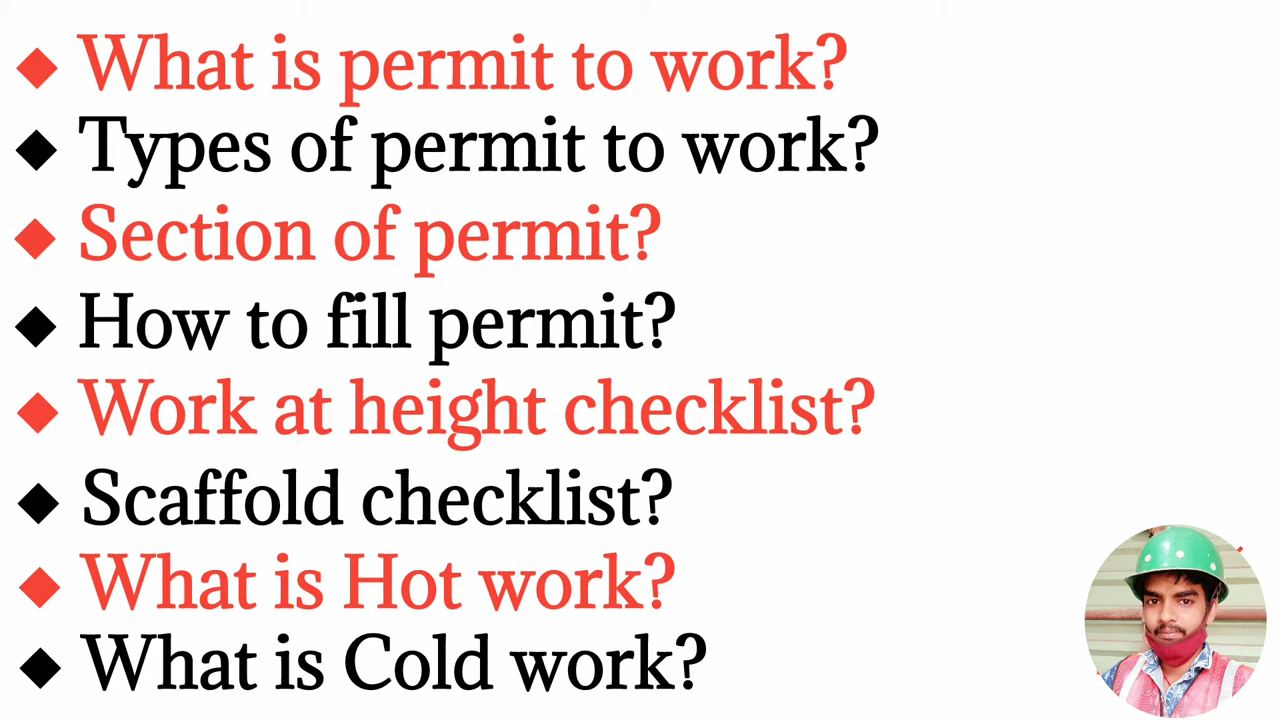 ◆ What is permit to work?
◆ Types of permit to work?
◆ Section of permit?
◆ How to fill permit?
◆ Work at height checklist?
◆ Scaffold checklist?
◆ What is Hot work?
◆ What is Cold work?